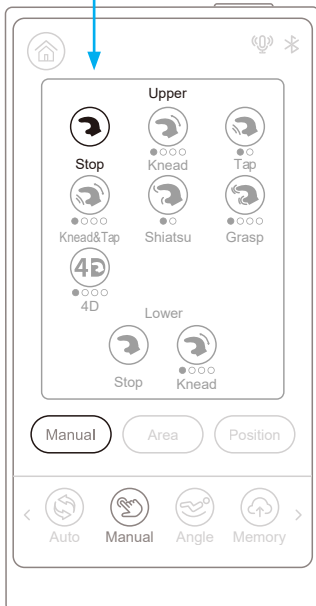 Upper
Stop
Knead
Tap
Knead&Tap
Shiatsu
Grasp
4D
4D
Lower
Stop
Knead
Manual
Area
Position
Auto
Manual
Angle
Memory